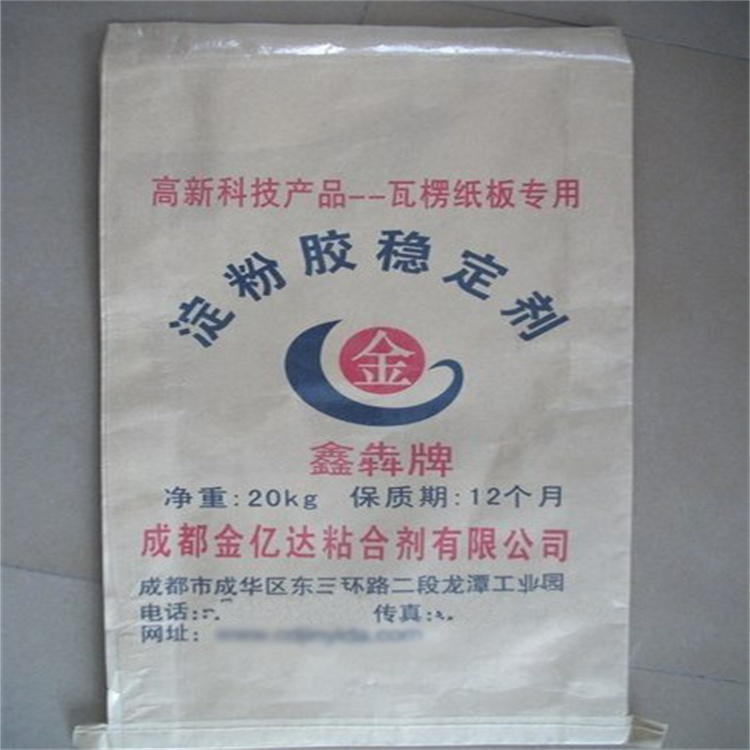 高新科技产品--瓦楞纸板专用
淀粉胶稳定剂
金
鑫犇牌
净重:20kg 保质期:12个月
成都金亿达粘合剂有限公司
成都市成华区东三环路二段龙潭工业园
电话: 传真:
网址: